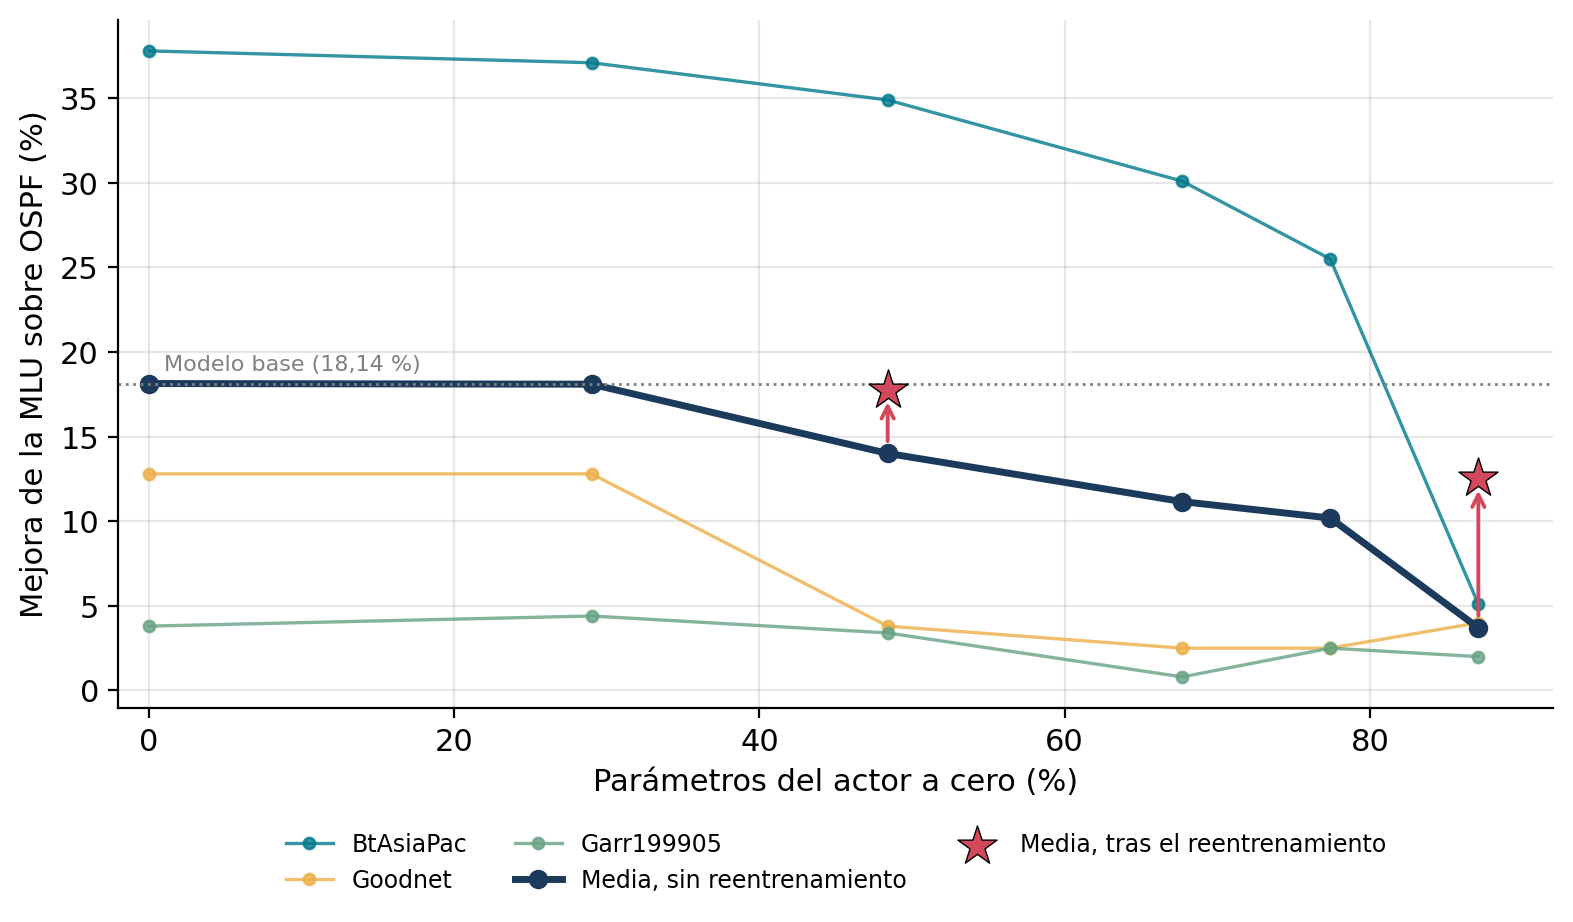 Mejora de la MLU sobre OSPF (%)
35
30
25
20
15
10
5
0
Modelo base (18,14 %)
0 20 40 60 80
Parámetros del actor a cero (%)
BtAsiaPac
Goodnet
Garr199905
Media, sin reentrenamiento
Media, tras el reentrenamiento